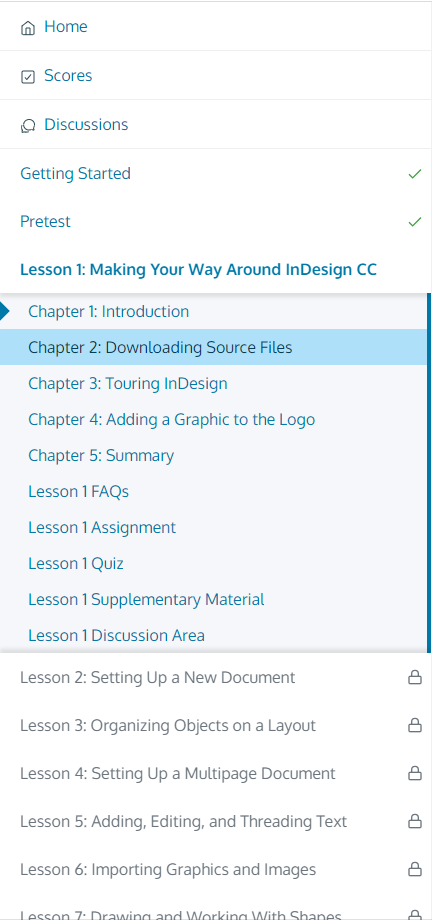 Home
Scores
Discussions
Getting Started
Pretest
Lesson 1: Making Your Way Around InDesign CC
Chapter 1: Introduction
Chapter 2: Downloading Source Files
Chapter 3: Touring InDesign
Chapter 4: Adding a Graphic to the Logo
Chapter 5: Summary
Lesson 1 FAQs
Lesson 1 Assignment
Lesson 1 Quiz
Lesson 1 Supplementary Material
Lesson 1 Discussion Area
Lesson 2: Setting Up a New Document
Lesson 3: Organizing Objects on a Layout
Lesson 4: Setting Up a Multipage Document
Lesson 5: Adding, Editing, and Threading Text
Lesson 6: Importing Graphics and Images
Lesson 7: Drawing and Working With Shapes